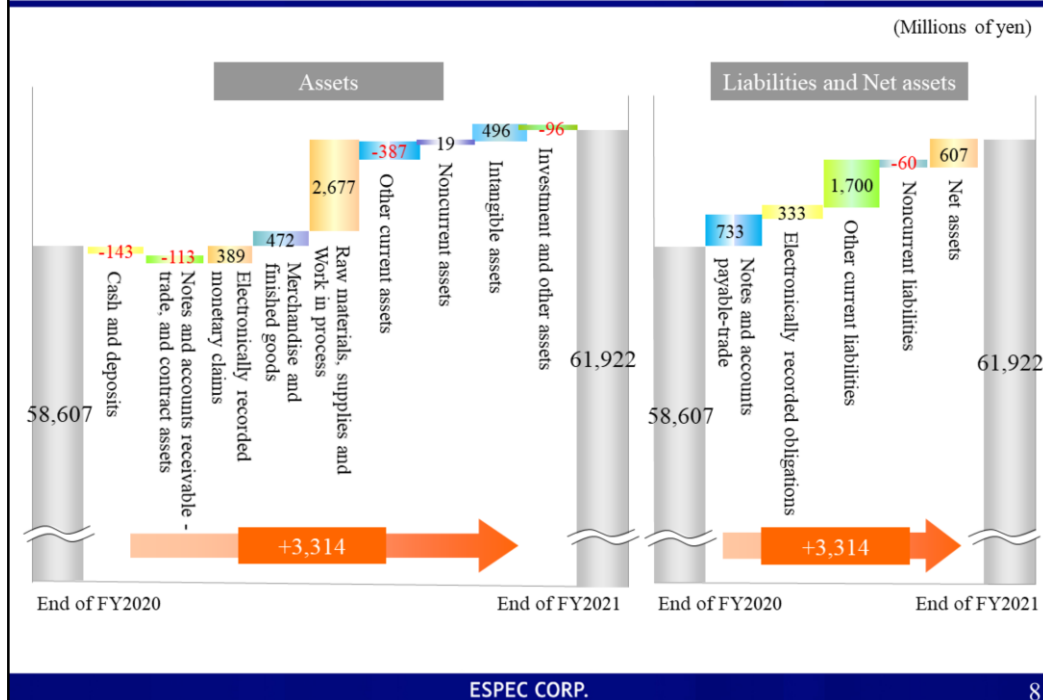 (Millions of yen)
Assets
58,607
-143
Cash and deposits
-113
Notes and accounts receivable -
trade, and contract assets
389
Electronically recorded
monetary claims
472
Merchandise and
finished goods
2,677
Raw materials, supplies and
Work in process
-387
Other current assets
19
Noncurrent assets
496
Intangible assets
-96
Investment and other assets
61,922
+3,314
End of FY2020
End of FY2021
Liabilities and Net assets
58,607
733
Notes and accounts
payable-trade
333
Electronically recorded obligations
1,700
Other current liabilities
-60
Noncurrent liabilities
607
Net assets
61,922
+3,314
End of FY2020
End of FY2021
ESPEC CORP.
8